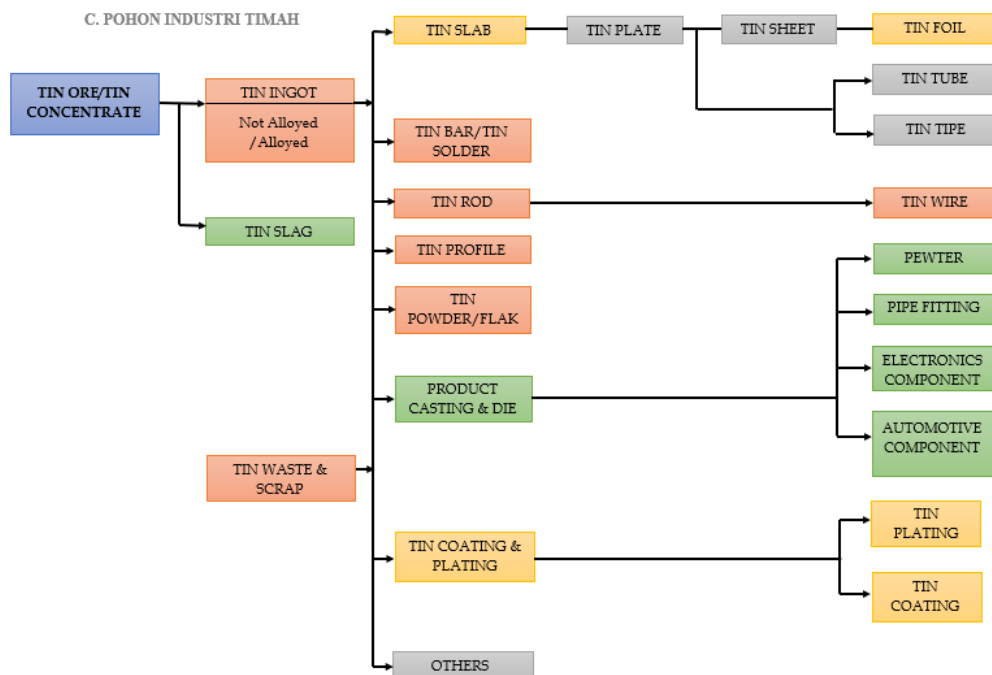 C. POHON INDUSTRI TIMAH
TIN SLAB
TIN PLATE
TIN SHEET
TIN FOIL
TIN ORE/TIN
CONCENTRATE
TIN INGOT
Not Alloyed
/Alloyed
TIN TUBE
TIN TIPE
TIN BAR/TIN
SOLDER
TIN ROD
TIN WIRE
TIN SLAG
TIN PROFILE
PEWTER
TIN
POWDER/FLAK
PIPE FITTING
ELECTRONICS
COMPONENT
PRODUCT
CASTING & DIE
AUTOMOTIVE
COMPONENT
TIN WASTE &
SCRAP
TIN
PLATING
TIN COATING &
PLATING
TIN
COATING
OTHERS